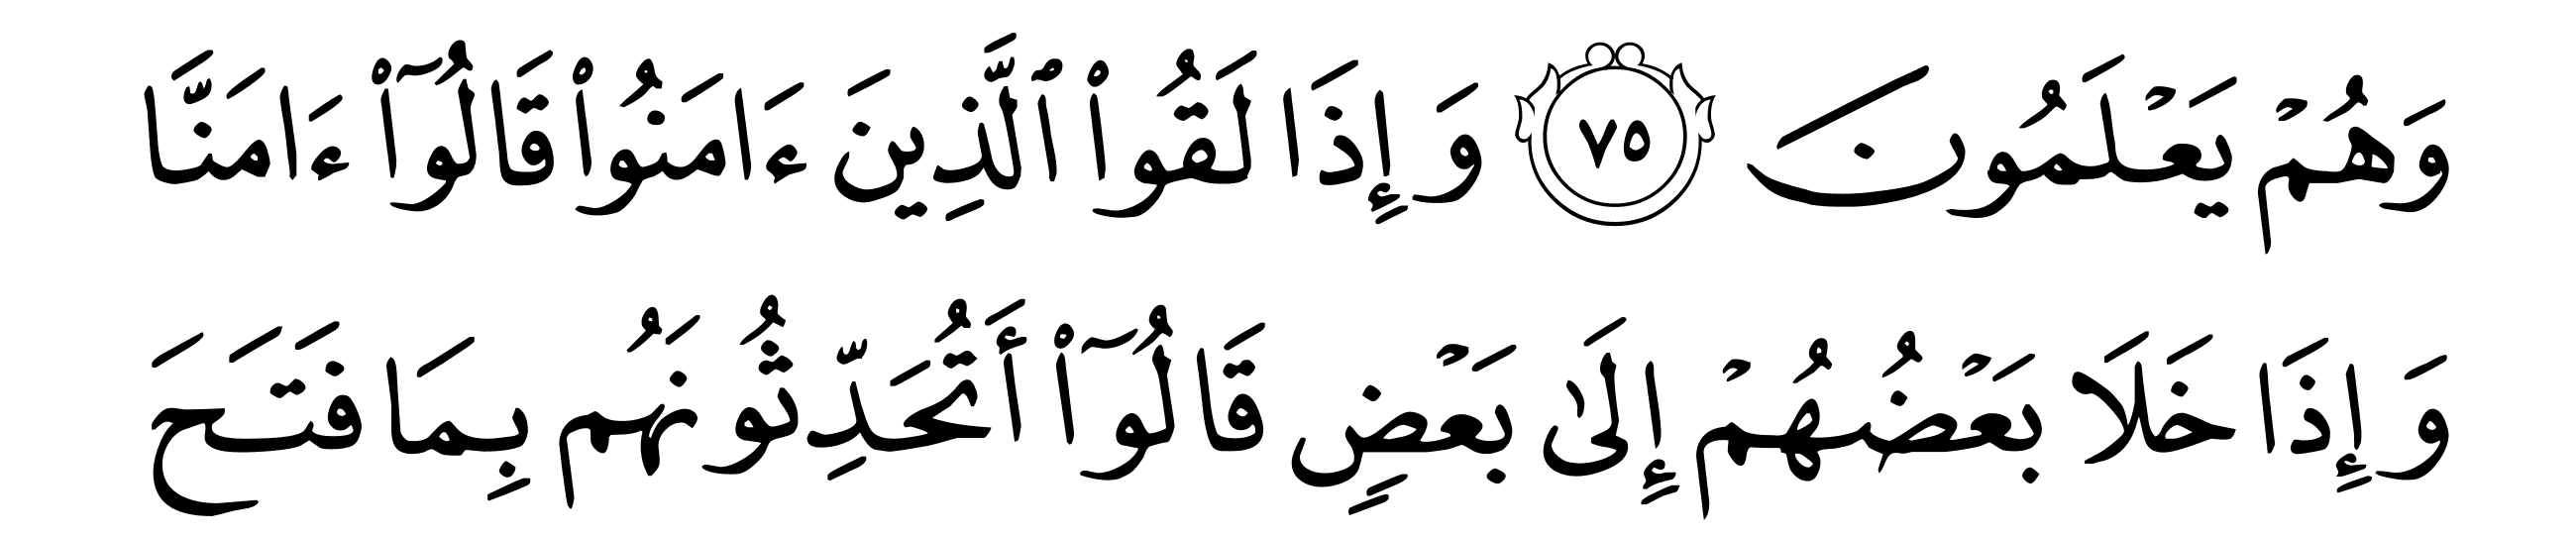 وَهُمْ يَعْلَمُونَ ٧٥ وَإِذَا لَقُوا۟ ٱلَّذِينَ ءَامَنُوا۟ قَالُوٓا۟ ءَامَنَّا
وَإِذَا خَلَا بَعْضُهُمْ إِلَىٰ بَعْضٍ قَالُوٓا۟ أَتُحَدِّثُونَهُم بِمَا فَتَحَ